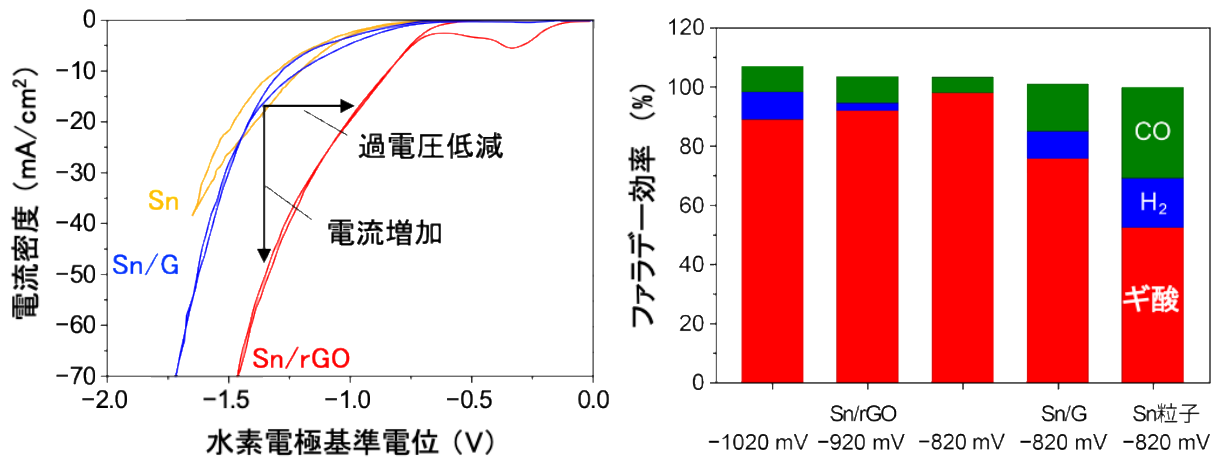 電流密度（mA/cm²）
0
−10
−20
−30
−40
−50
−60
−70
過電圧低減
Sn
電流増加
Sn/G
Sn/rGO
−2.0
−1.5
−1.0
−0.5
0.0
水素電極基準電位（V）
ファラデー効率（%）
120
100
80
60
40
20
0
CO
H₂
ギ酸
Sn/rGO
Sn/G
Sn粒子
−1020 mV
−920 mV
−820 mV
−820 mV
−820 mV